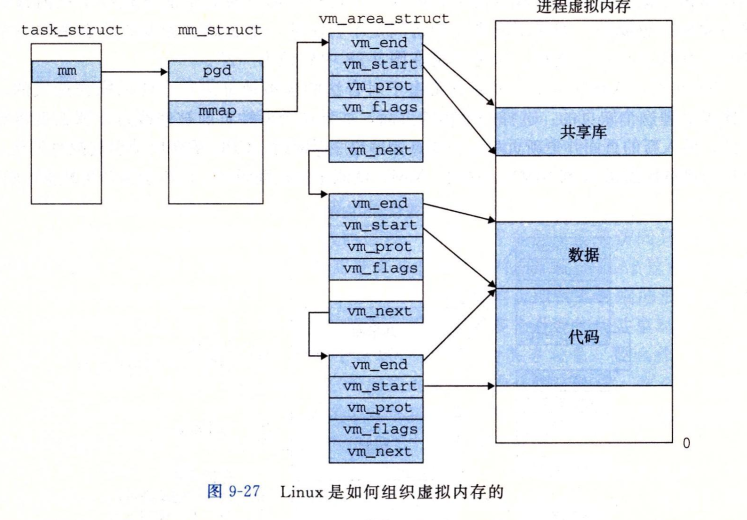 进程虚拟内存
task_struct
mm_struct
vm_area_struct
mm
pgd
mmap
vm_end
vm_start
vm_prot
vm_flags
vm_next
vm_end
vm_start
vm_prot
vm_flags
vm_next
vm_end
vm_start
vm_prot
vm_flags
vm_next
共享库
数据
代码
0
图 9-27 Linux 是如何组织虚拟内存的